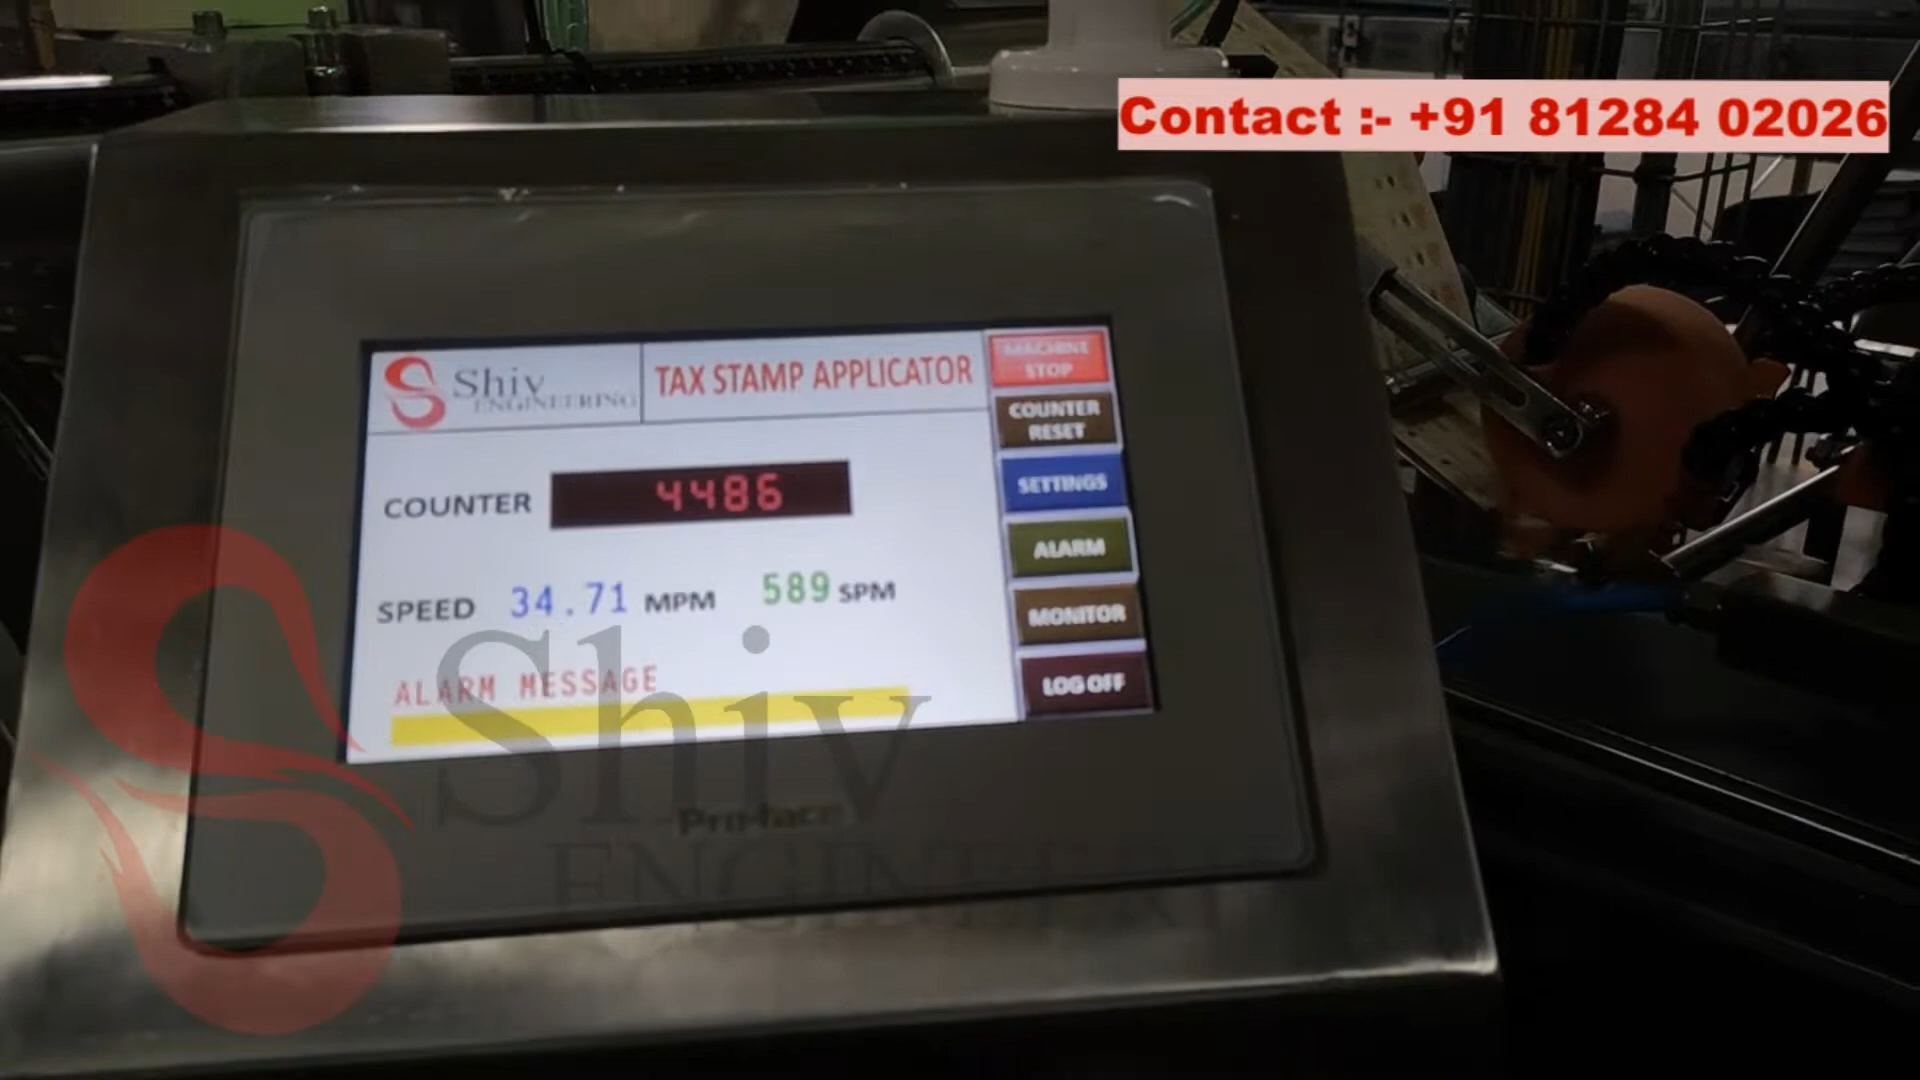 Contact :- +91 81284 02026
Shiv
ENGINEERING
TAX STAMP APPLICATOR
MACHINE
STOP
COUNTER
RESET
COUNTER 4486
SETTINGS
ALARM
SPEED 34.71 MPM 589 SPM
MONITOR
ALARM MESSAGE
LOG OFF
Shiv
Pro-face